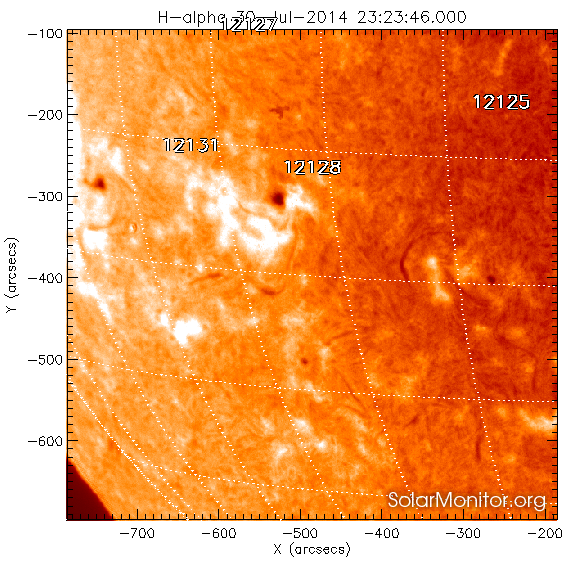 H-alpha 30-Jul-2014 23:23:46.000
12127
12125
12131
12128
-100
-200
-300
-400
-500
-600
Y (arcsecs)
SolarMonitor.org
-700 -600 -500 -400 -300 -200
X (arcsecs)